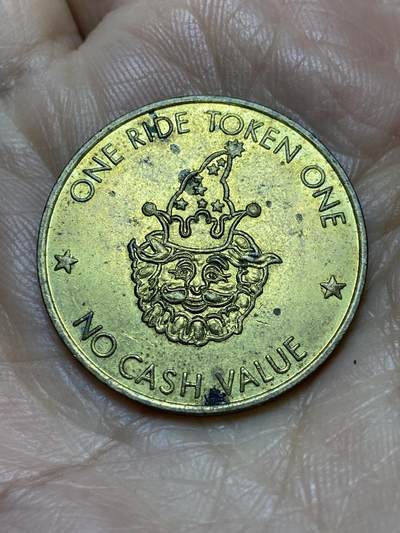 ONE RIDE TOKEN ONE
NO CASH VALUE